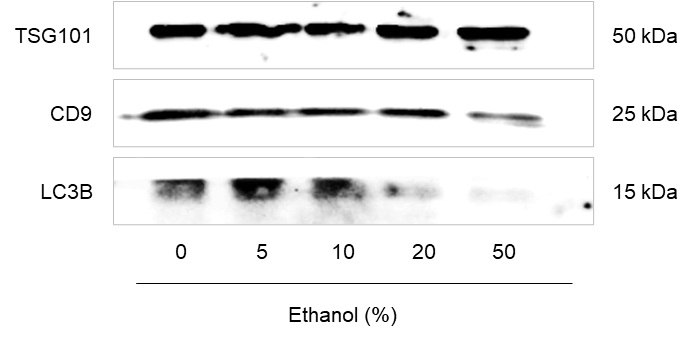 TSG101 50 kDa
CD9 25 kDa
LC3B 15 kDa
0 5 10 20 50
Ethanol (%)